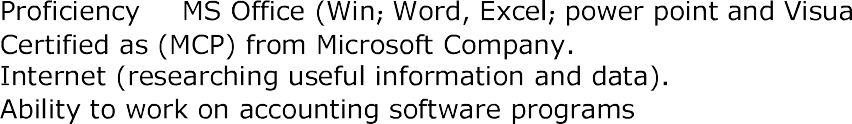 Proficiency MS Office (Win; Word, Excel; power point and Visua
Certified as (MCP) from Microsoft Company.
Internet (researching useful information and data).
Ability to work on accounting software programs